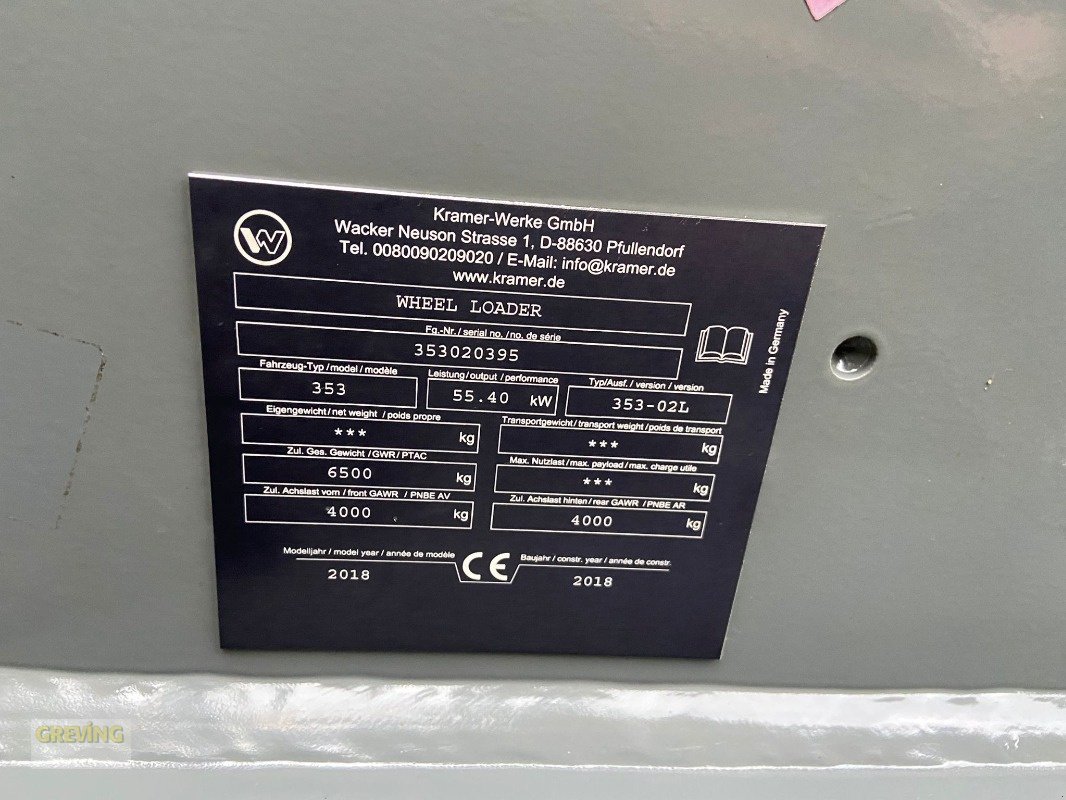 Kramer-Werke GmbH
Wacker Neuson Strasse 1, D-88630 Pfullendorf
Tel. 0080090209020 / E-Mail: info@kramer.de
www.kramer.de
WHEEL LOADER
Fg.-Nr./serial no./no. de série
353020395
Fahrzeug-Typ/model/modèle Leistung/output/performance Typ/Ausf./version/version
353 55.40 kW 353-02L
Eigengewicht/net weight/poids propre Transportgewicht/transport weight/poids de transport
*** kg *** kg
Zul. Ges. Gewicht/GWR/PTAC Max. Nutzlast/max. payload/max. charge utile
6500 kg *** kg
Zul. Achslast vorn/front GAWR/PNBE AV Zul. Achslast hinten/rear GAWR/PNBE AR
4000 kg 4000 kg
Modelljahr/model year/année de modèle CE Baujahr/constr. year/année de constr.
2018 2018
Made in Germany
GREVING